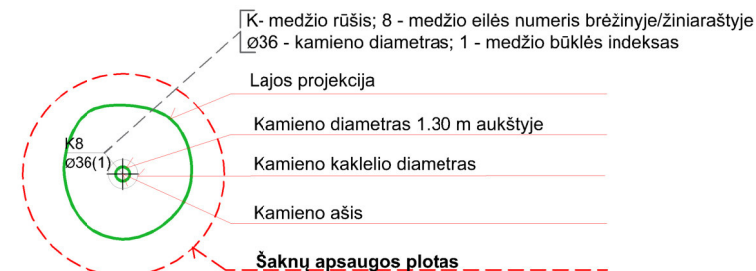 K- medžio rūšis; 8 - medžio eilės numeris brėžinyje/žiniaraštyje
ø36 - kamieno diametras; 1 - medžio būklės indeksas
Lajos projekcija
K8
ø36(1)
Kamieno diametras 1.30 m aukštyje
Kamieno kaklelio diametras
Kamieno ašis
Šaknų apsaugos plotas